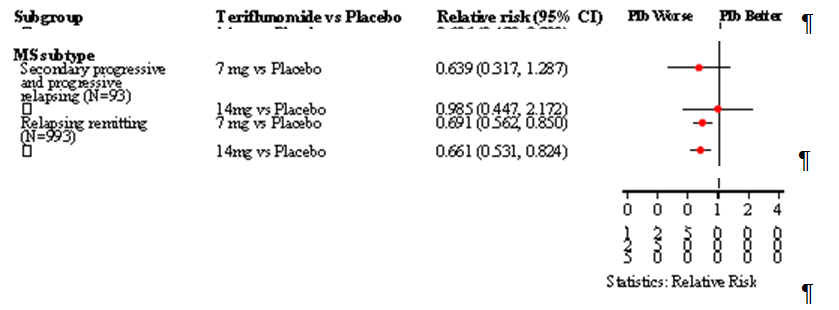 Subgroup Teriflunomide vs Placebo Relative risk (95% CI) Plb Worse Plb Better ¶
MS subtype
Secondary progressive 7 mg vs Placebo 0.639 (0.317, 1.287)
and progressive
relapsing (N=93)
14mg vs Placebo 0.985 (0.447, 2.172)
Relapsing remitting 7 mg vs Placebo 0.691 (0.562, 0.850)
(N=993)
14mg vs Placebo 0.661 (0.531, 0.824) ¶
0 0 0 1 2 4
1 2 5 0 0 0
2 5 0 0 0 0
5 0 0 0 0 0
Statistics: Relative Risk ¶